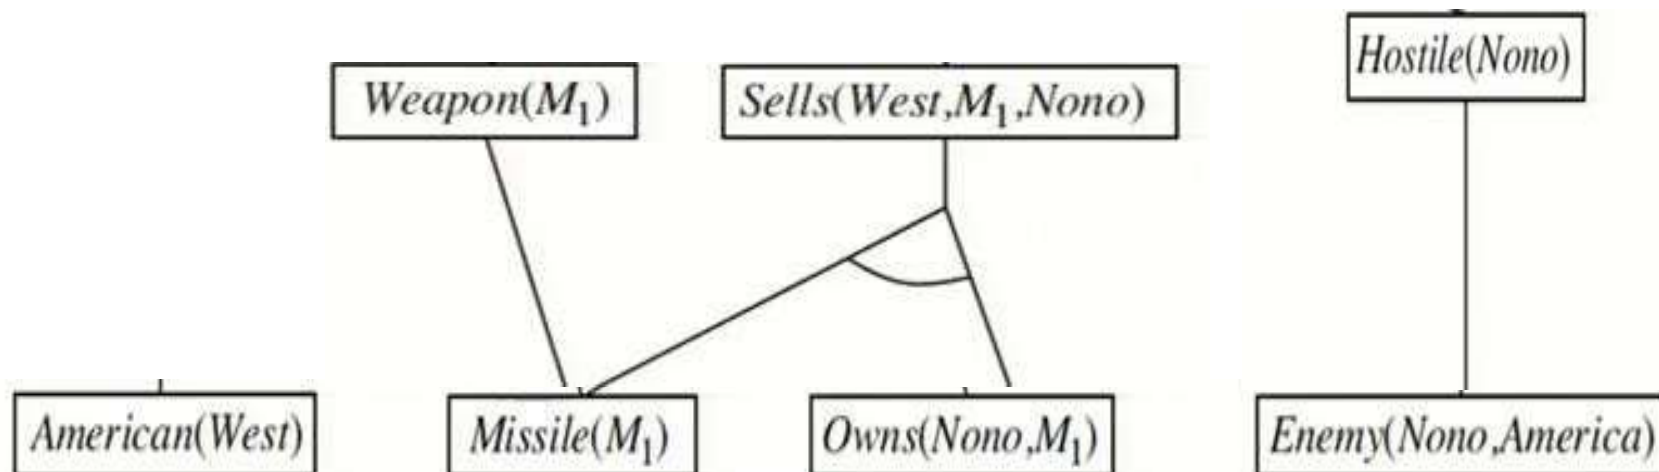 Hostile(Nono)
Weapon(M₁)
Sells(West,M₁,Nono)
American(West)
Missile(M₁)
Owns(Nono,M₁)
Enemy(Nono,America)